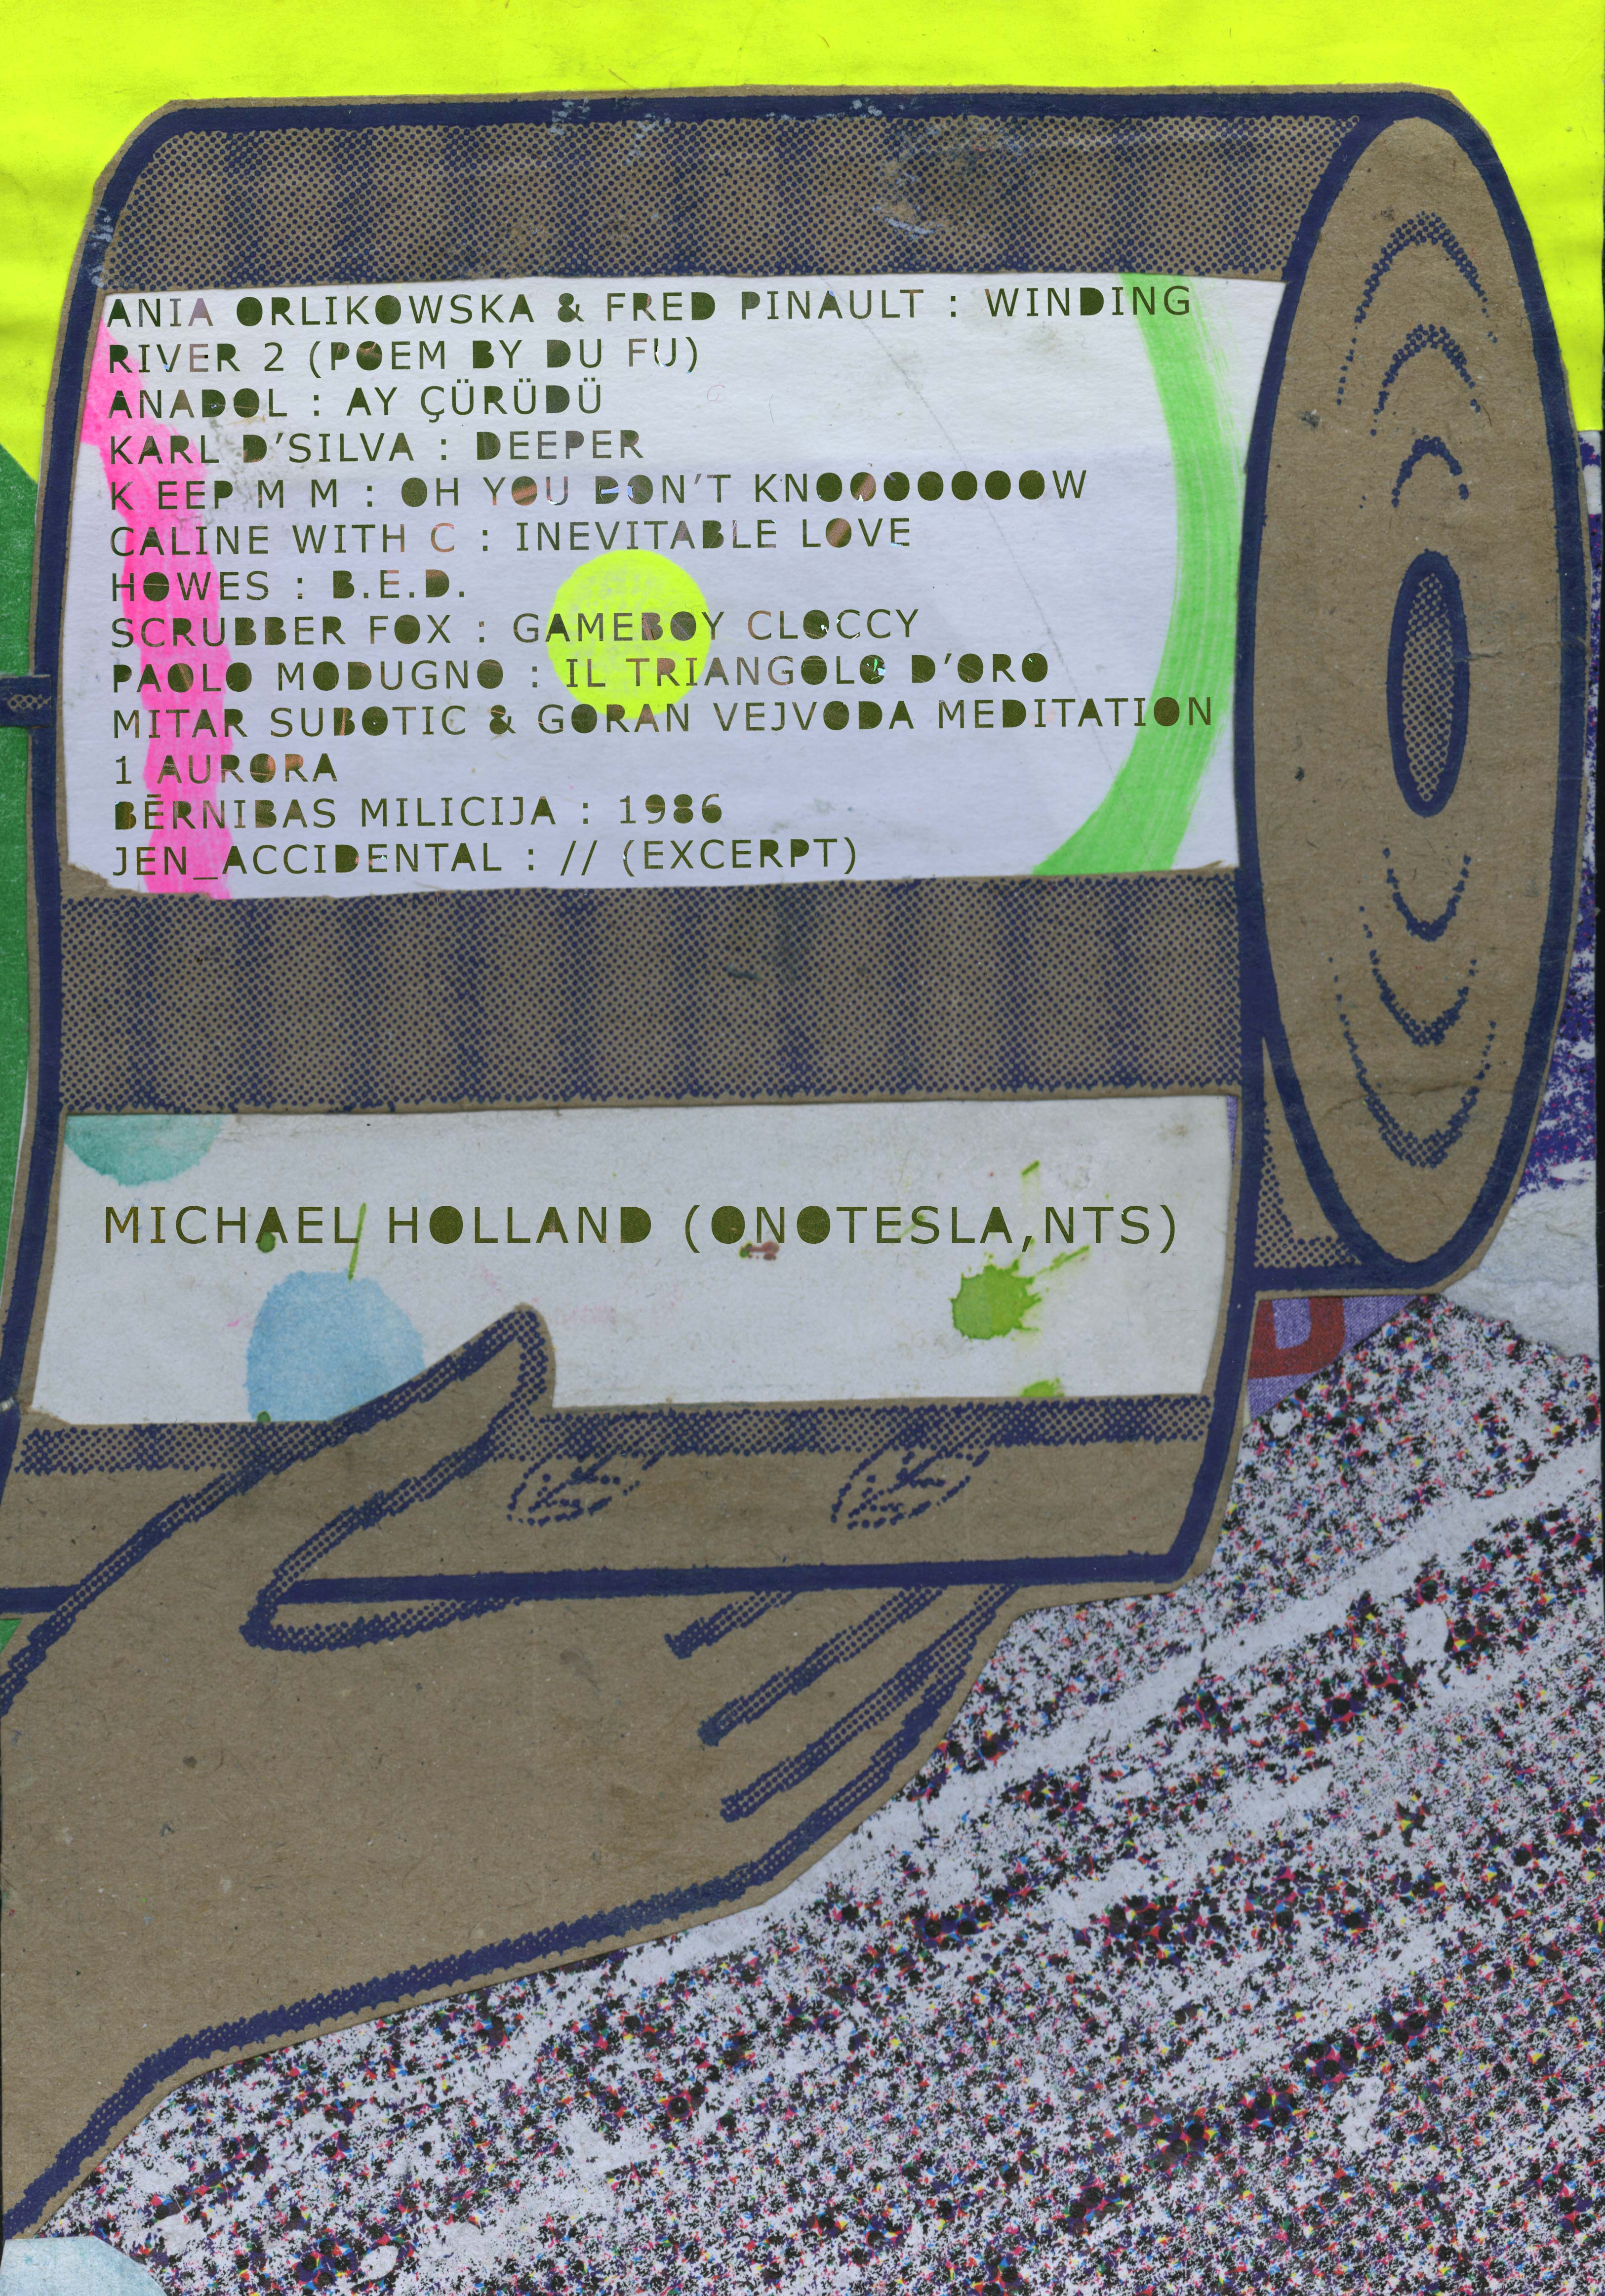 ANIA ORLIKOWSKA & FRED PINAULT : WINDING
RIVER 2 (POEM BY DU FU)
ANADOL : AY ÇÜRÜDÜ
KARL D'SILVA : DEEPER
K EEP M M : OH YOU DON'T KNOOOOOOOW
CALINE WITH C : INEVITABLE LOVE
HOWES : B.E.D.
SCRUBBER FOX : GAMEBOY CLOCCY
PAOLO MODUGNO : IL TRIANGOLO D'ORO
MITAR SUBOTIC & GORAN VEJVODA MEDITATION
1 AURORA
BĒRNIBAS MILICIJA : 1986
JEN_ACCIDENTAL : // (EXCERPT)
MICHAEL HOLLAND (ONOTESLA,NTS)
D